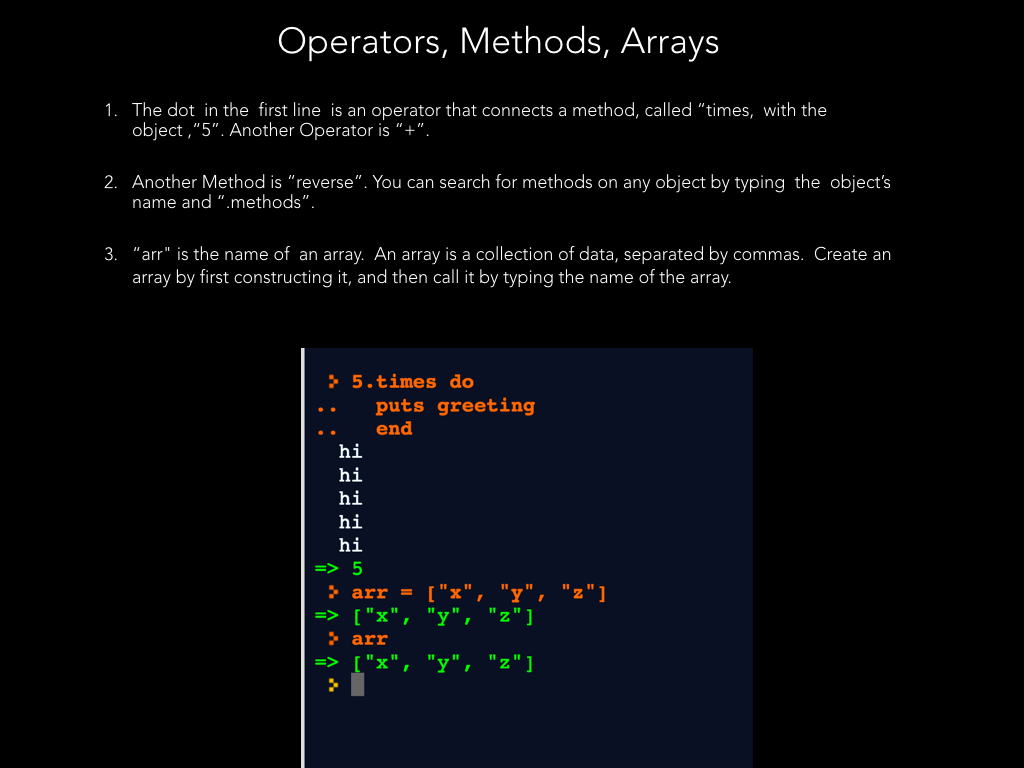 Operators, Methods, Arrays
1. The dot in the first line is an operator that connects a method, called “times, with the
object ,“5”. Another Operator is “+”.
2. Another Method is “reverse”. You can search for methods on any object by typing the object’s
name and “.methods”.
3. “arr" is the name of an array. An array is a collection of data, separated by commas. Create an
array by first constructing it, and then call it by typing the name of the array.
> 5.times do
.. puts greeting
.. end
hi
hi
hi
hi
hi
=> 5
> arr = ["x", "y", "z"]
=> ["x", "y", "z"]
> arr
=> ["x", "y", "z"]
>